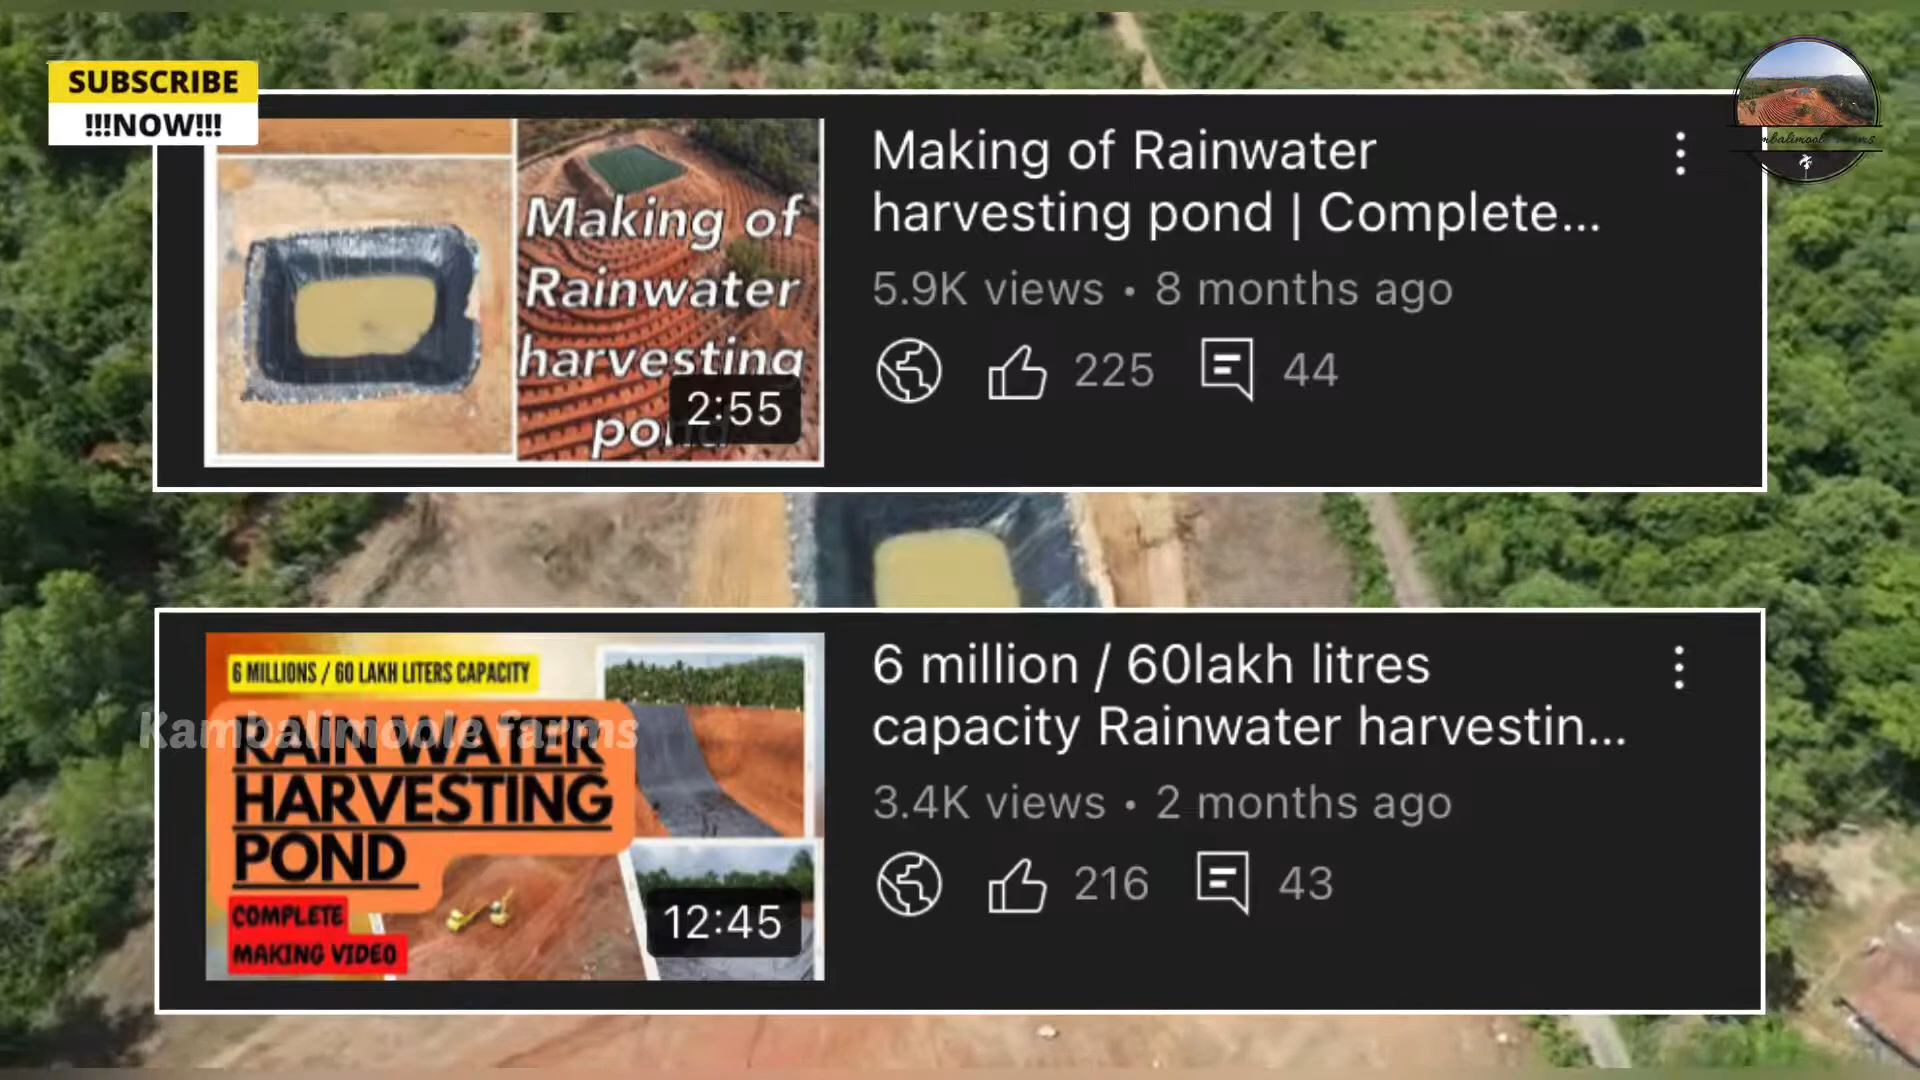 SUBSCRIBE
!!!NOW!!!
Making of
Rainwater
harvesting
pond
2:55
Making of Rainwater
harvesting pond | Complete...
5.9K views • 8 months ago
225 44
6 MILLIONS / 60 LAKH LITERS CAPACITY
RAIN WATER
HARVESTING
POND
COMPLETE
MAKING VIDEO
12:45
Kambalimoole farms
6 million / 60lakh litres
capacity Rainwater harvestin...
3.4K views • 2 months ago
216 43